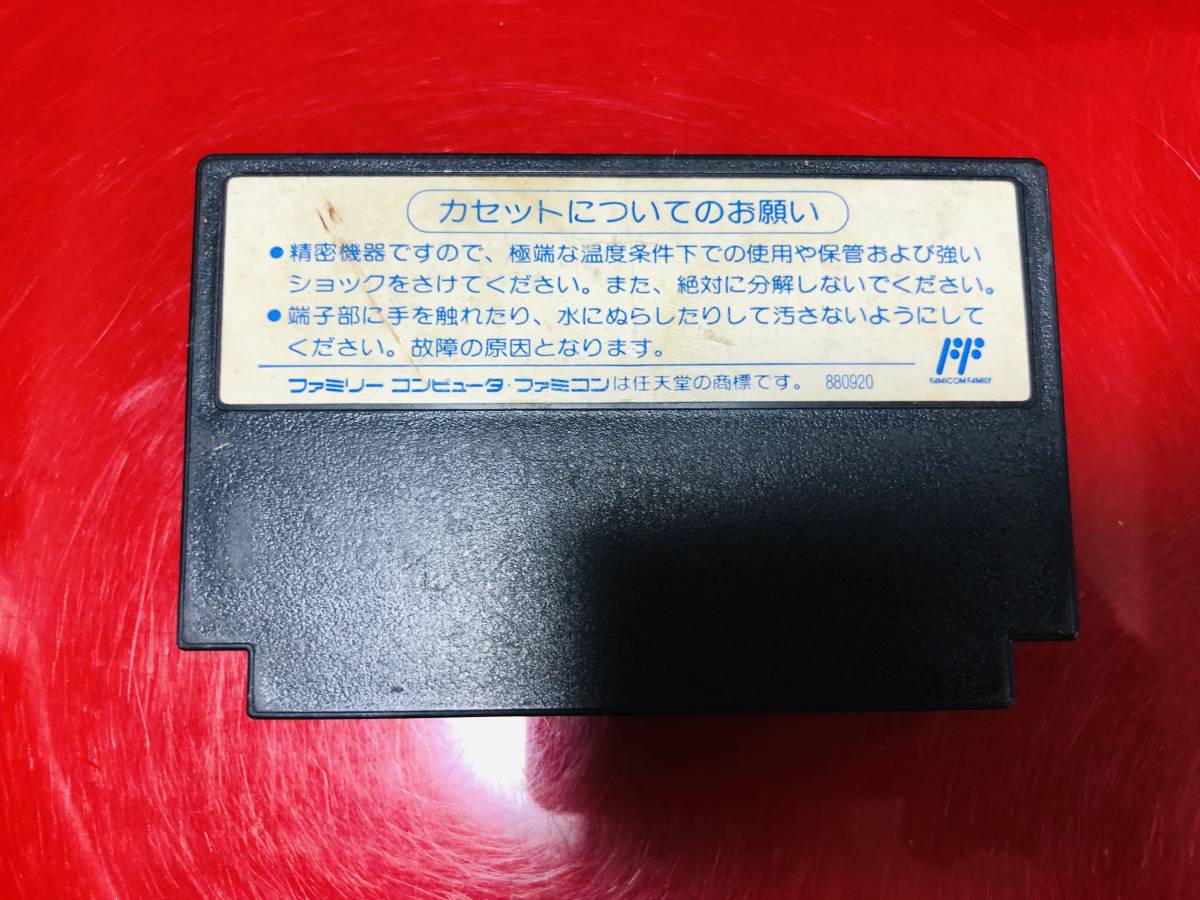 カセットについてのお願い
●精密機器ですので、極端な温度条件下での使用や保管および強い
ショックをさけてください。また、絶対に分解しないでください。
●端子部に手を触れたり、水にぬらしたりして汚さないようにして
ください。故障の原因となります。
FAMICOM FAMILY
ファミリー コンピュータ・ファミコンは任天堂の商標です。 880920